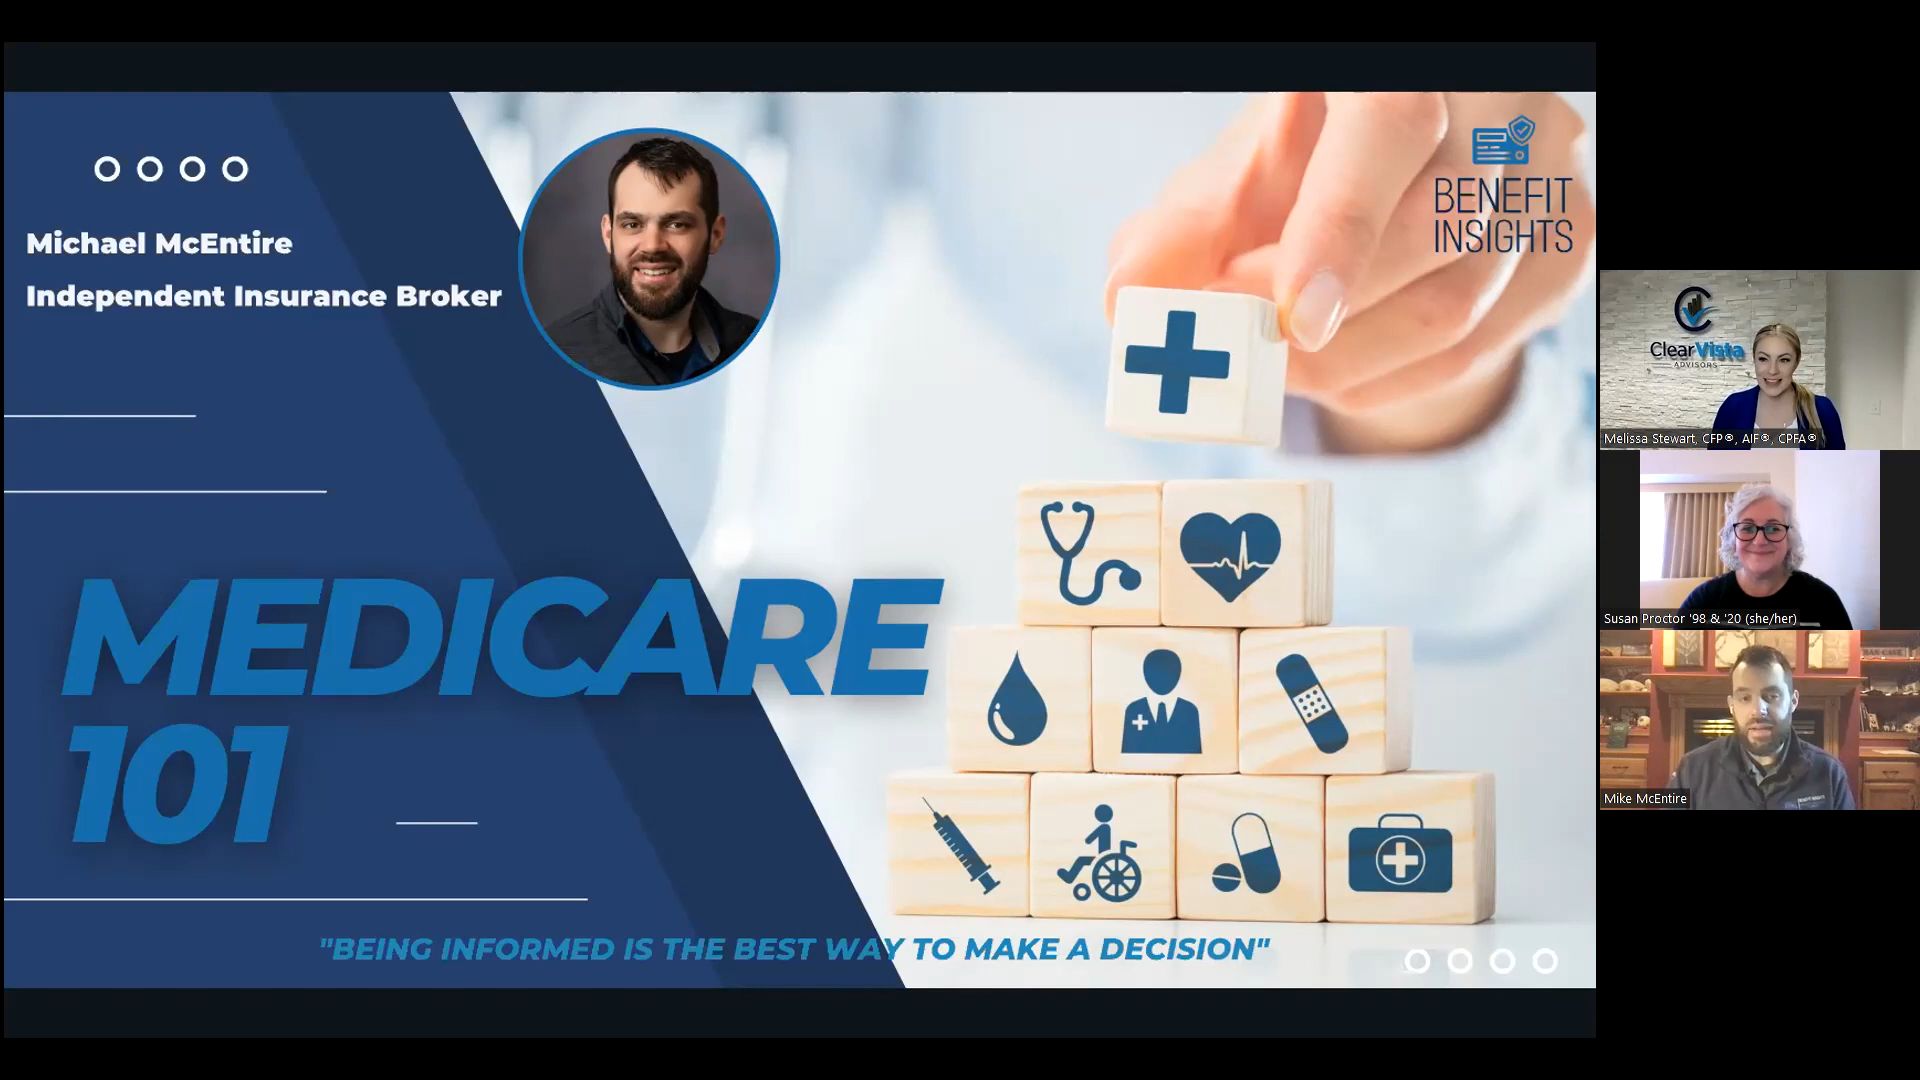 Michael McEntire
Independent Insurance Broker
BENEFIT
INSIGHTS
MEDICARE
101
"BEING INFORMED IS THE BEST WAY TO MAKE A DECISION"
ClearVista
ADVISORS
Melissa Stewart, CFP®, AIF®, CPFA®
Susan Proctor '98 & '20 (she/her)
Mike McEntire